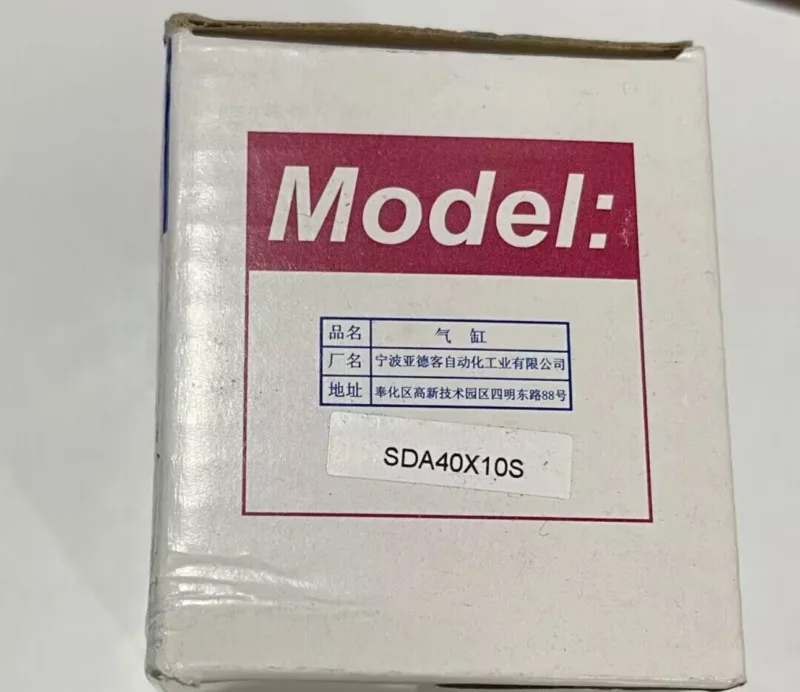 Model:
品名 气 缸
厂名 宁波亚德客自动化工业有限公司
地址 奉化区高新技术园区四明东路88号
SDA40X10S